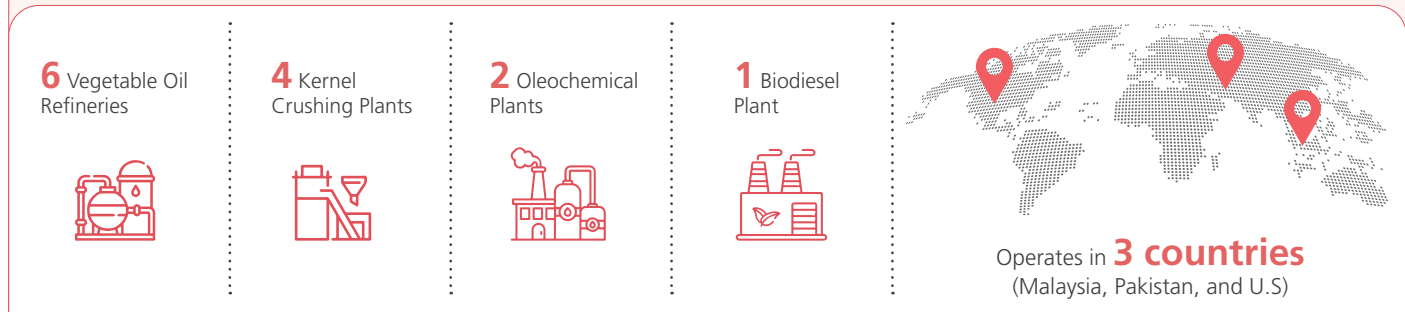 6 Vegetable Oil
Refineries
4 Kernel
Crushing Plants
2 Oleochemical
Plants
1 Biodiesel
Plant
Operates in 3 countries
(Malaysia, Pakistan, and U.S)